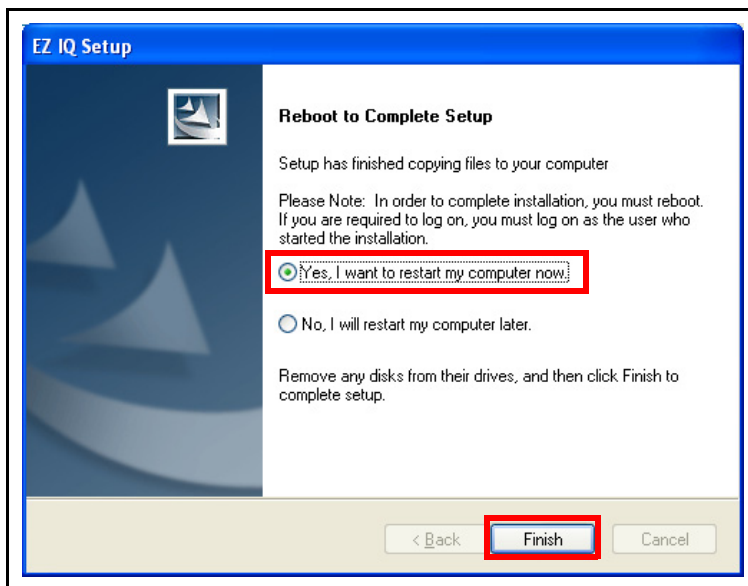 EZ IQ Setup
Reboot to Complete Setup
Setup has finished copying files to your computer
Please Note: In order to complete installation, you must reboot.
If you are required to log on, you must log on as the user who
started the installation.
Yes, I want to restart my computer now.
No, I will restart my computer later.
Remove any disks from their drives, and then click Finish to
complete setup.
< Back
Finish
Cancel